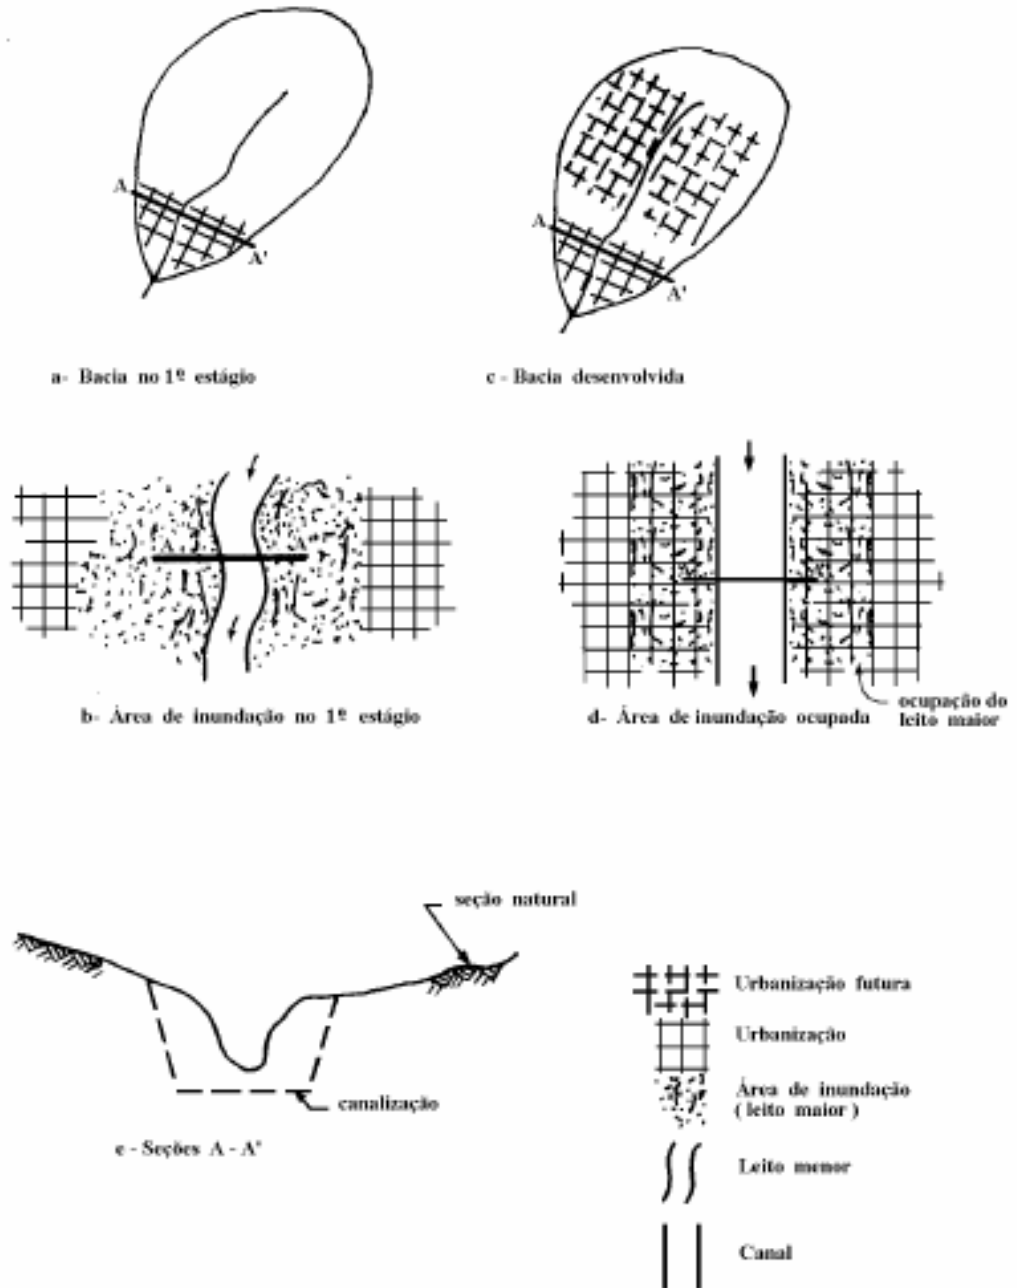 A
A'
A
A'
a- Bacia no 1º estágio
c - Bacia desenvolvida
A
b- Área de inundação no 1º estágio
d- Área de inundação ocupada
ocupação do
leito maior
seção natural
canalização
e - Seções A - A'
Urbanização futura
Urbanização
Área de inundação
( leito maior )
Leito menor
Canal